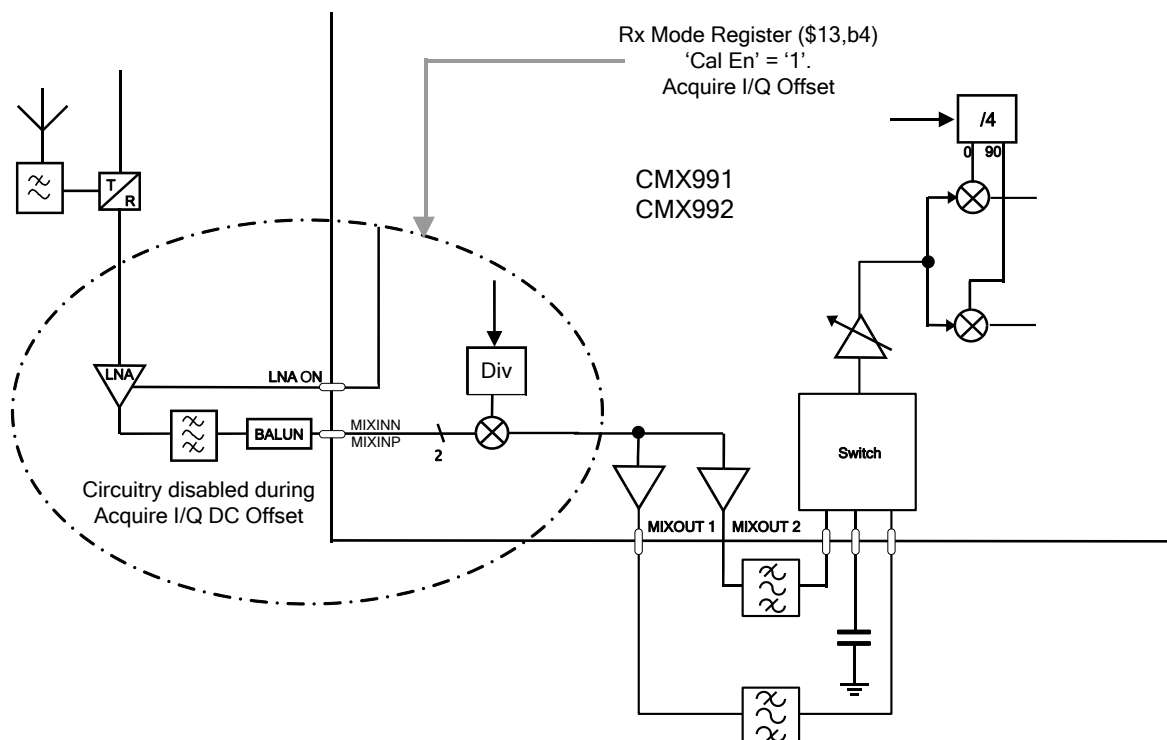 Rx Mode Register ($13,b4)
‘Cal En’ = ‘1’.
Acquire I/Q Offset
/4
0 90
CMX991
CMX992
T
R
LNA
LNA ON
Div
BALUN
MIXINN
MIXINP
2
Switch
Circuitry disabled during
Acquire I/Q DC Offset
MIXOUT 1
MIXOUT 2